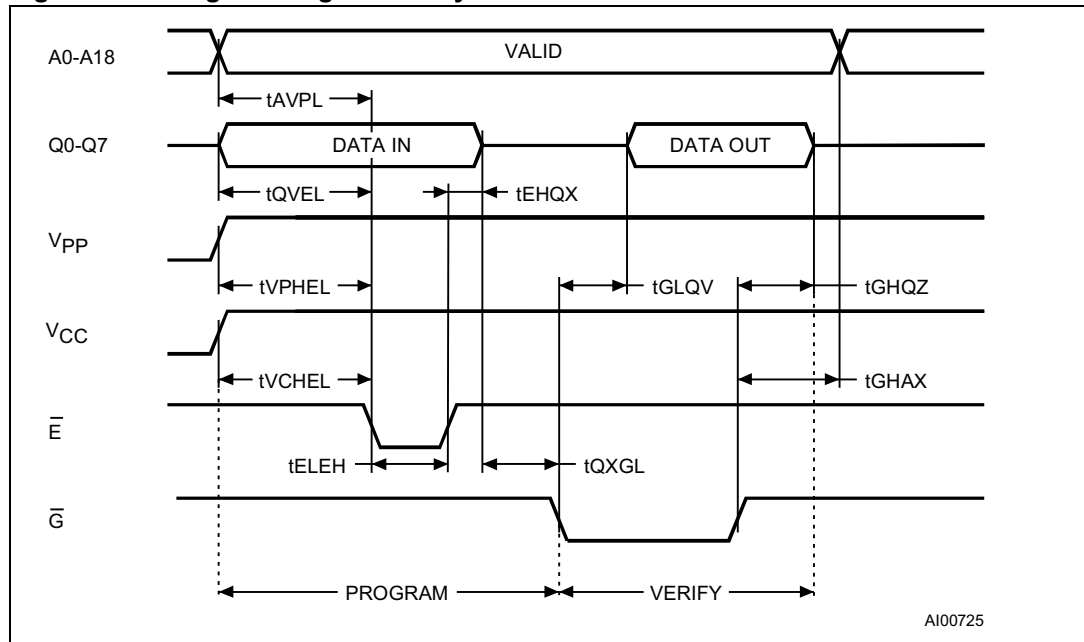 A0-A18
VALID
tAVPL
Q0-Q7
DATA IN
DATA OUT
tQVEL
tEHQX
VPP
tVPHEL
tGLQV
tGHQZ
VCC
tVCHEL
tGHAX
E̅
tELEH
tQXGL
G̅
PROGRAM
VERIFY
AI00725